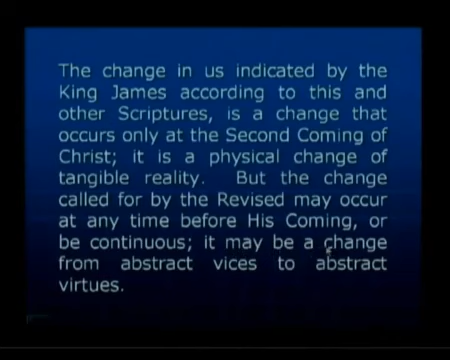 The change in us indicated by the
King James according to this and
other Scriptures, is a change that
occurs only at the Second Coming of
Christ; it is a physical change of
tangible reality. But the change
called for by the Revised may occur
at any time before His Coming, or
be continuous; it may be a change
from abstract vices to abstract
virtues.